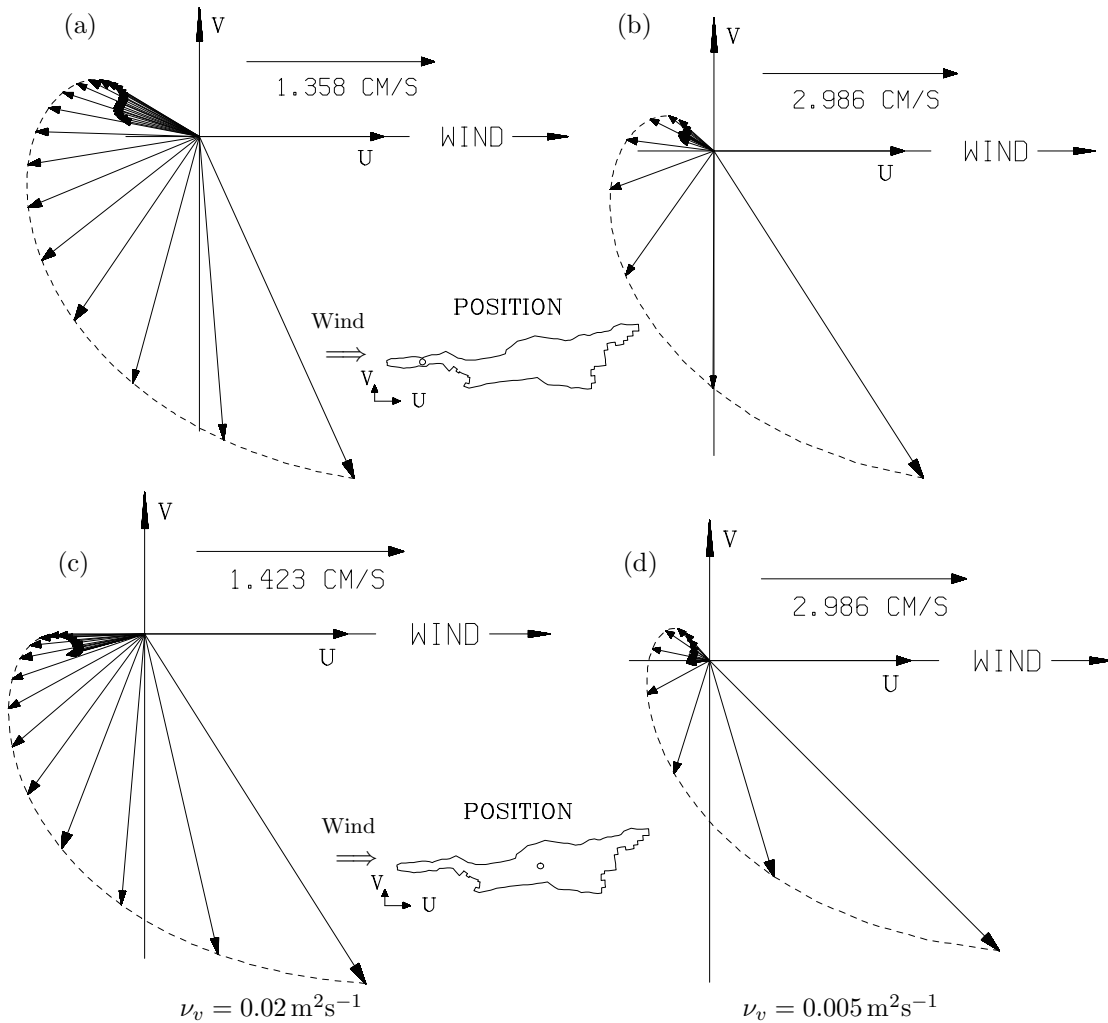 (a)
V
1.358 CM/S
U
WIND
(b)
V
2.986 CM/S
U
WIND
POSITION
Wind
⇒
V
U
(c)
V
1.423 CM/S
U
WIND
(d)
V
2.986 CM/S
U
WIND
POSITION
Wind
⇒
V
U
ν_v = 0.02 m²s⁻¹
ν_v = 0.005 m²s⁻¹